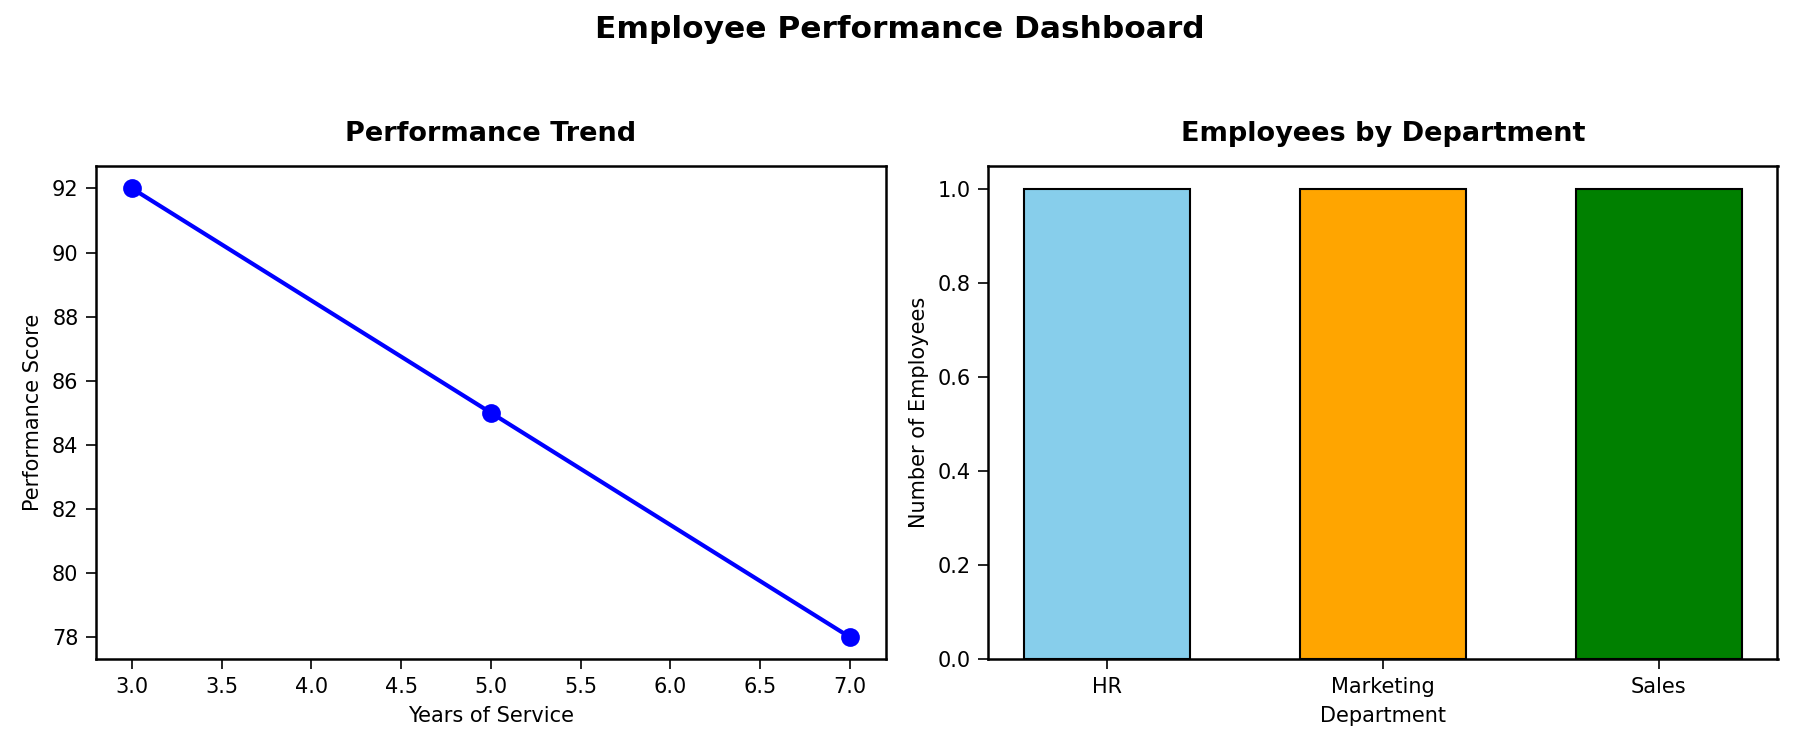 Employee Performance Dashboard
Performance Trend
92
90
88
86
84
82
80
78
Performance Score
3.0 3.5 4.0 4.5 5.0 5.5 6.0 6.5 7.0
Years of Service
Employees by Department
1.0
0.8
0.6
0.4
0.2
0.0
Number of Employees
HR Marketing Sales
Department